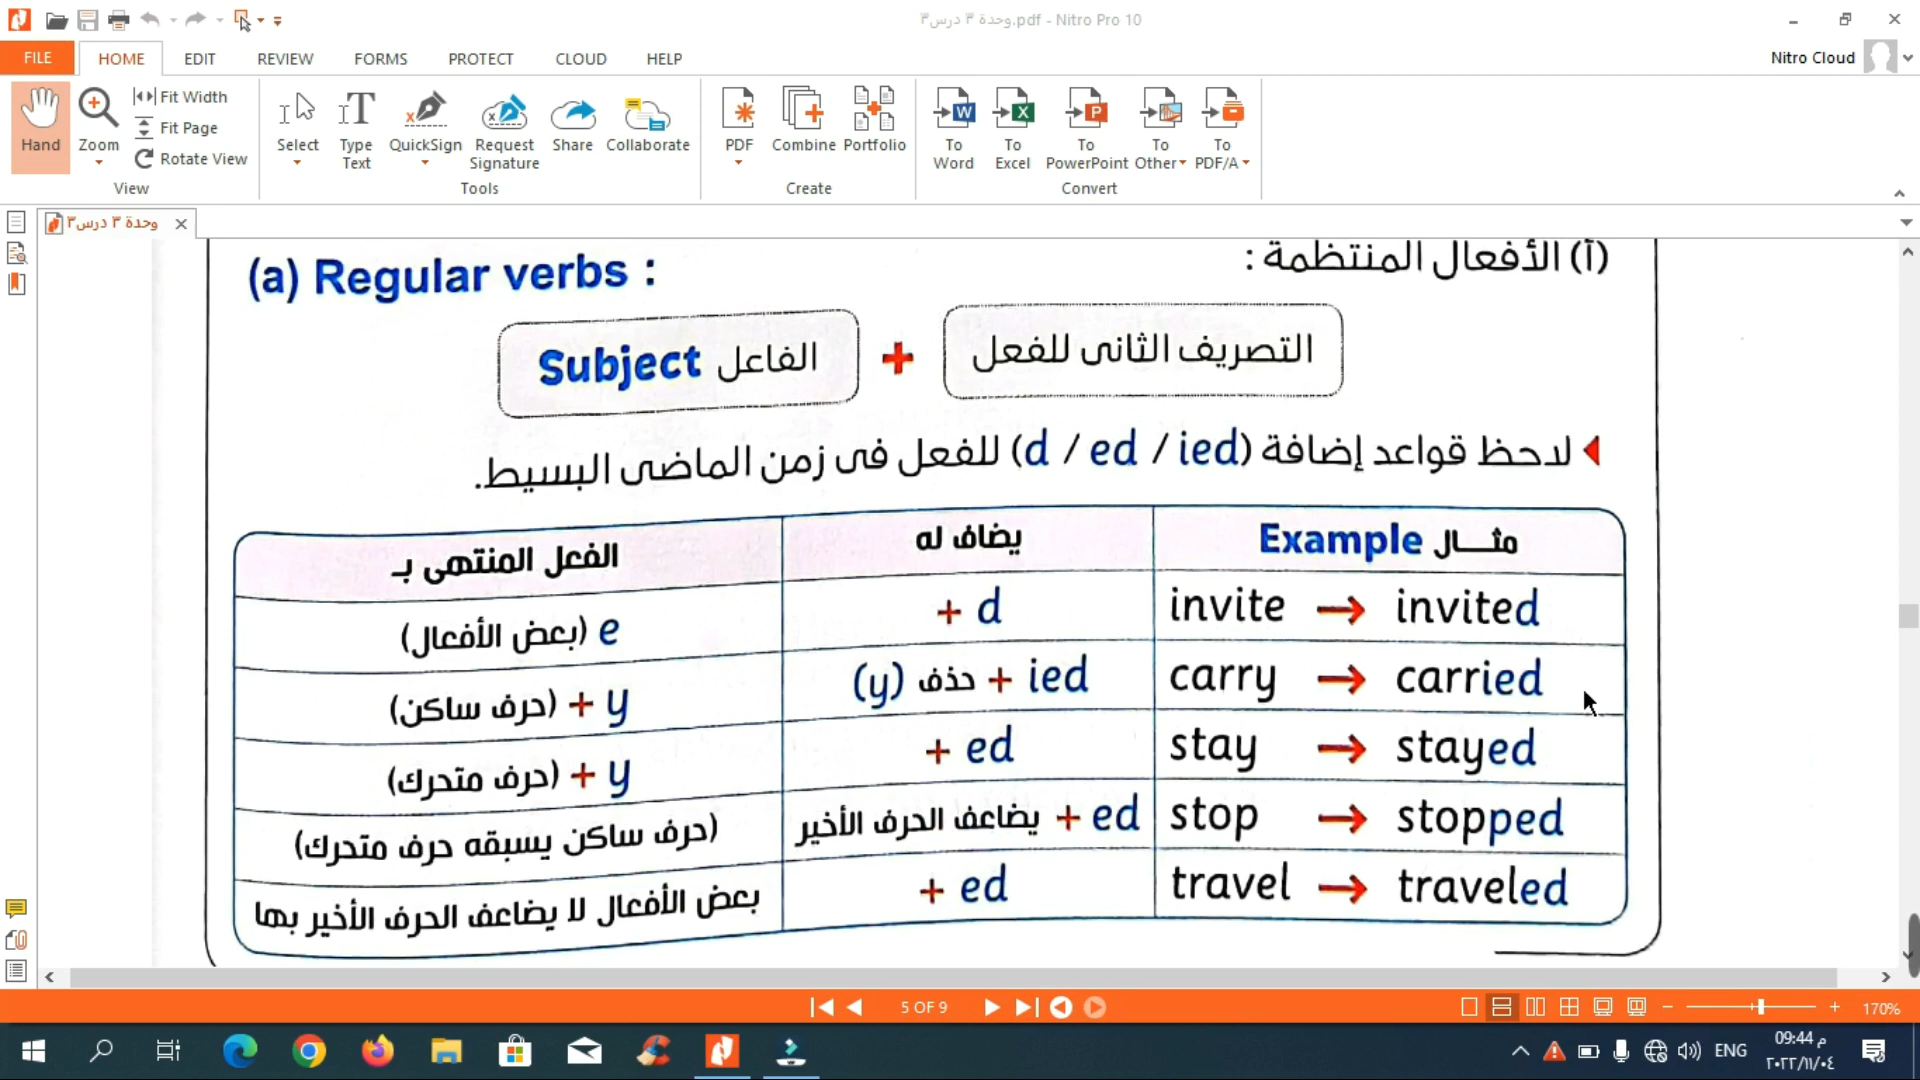 وحدة ٣ درس٣.pdf - Nitro Pro 10
FILE HOME EDIT REVIEW FORMS PROTECT CLOUD HELP
Nitro Cloud
Hand
Zoom
Fit Width
Fit Page
Rotate View
View
Select
Type Text
QuickSign
Request Signature
Share
Collaborate
Tools
PDF
Combine
Portfolio
Create
To Word
To Excel
To PowerPoint
To Other
To PDF/A
Convert
وحدة ٣ درس٣
(a) Regular verbs :
(أ) الأفعال المنتظمة :
Subject الفاعل + التصريف الثانى للفعل
لاحظ قواعد إضافة (d / ed / ied) للفعل فى زمن الماضى البسيط.
الفعل المنتهى بـ يضاف له مثـــال Example
e (بعض الأفعال) + d invite → invited
y + (حرف ساكن) حذف (y) + ied carry → carried
y + (حرف متحرك) + ed stay → stayed
(حرف ساكن يسبقه حرف متحرك) يضاعف الحرف الأخير + ed stop → stopped
بعض الأفعال لا يضاعف الحرف الأخير بها + ed travel → traveled
5 OF 9
170%
ENG
09:44 م
٢٠٢٢/١١/٠٤